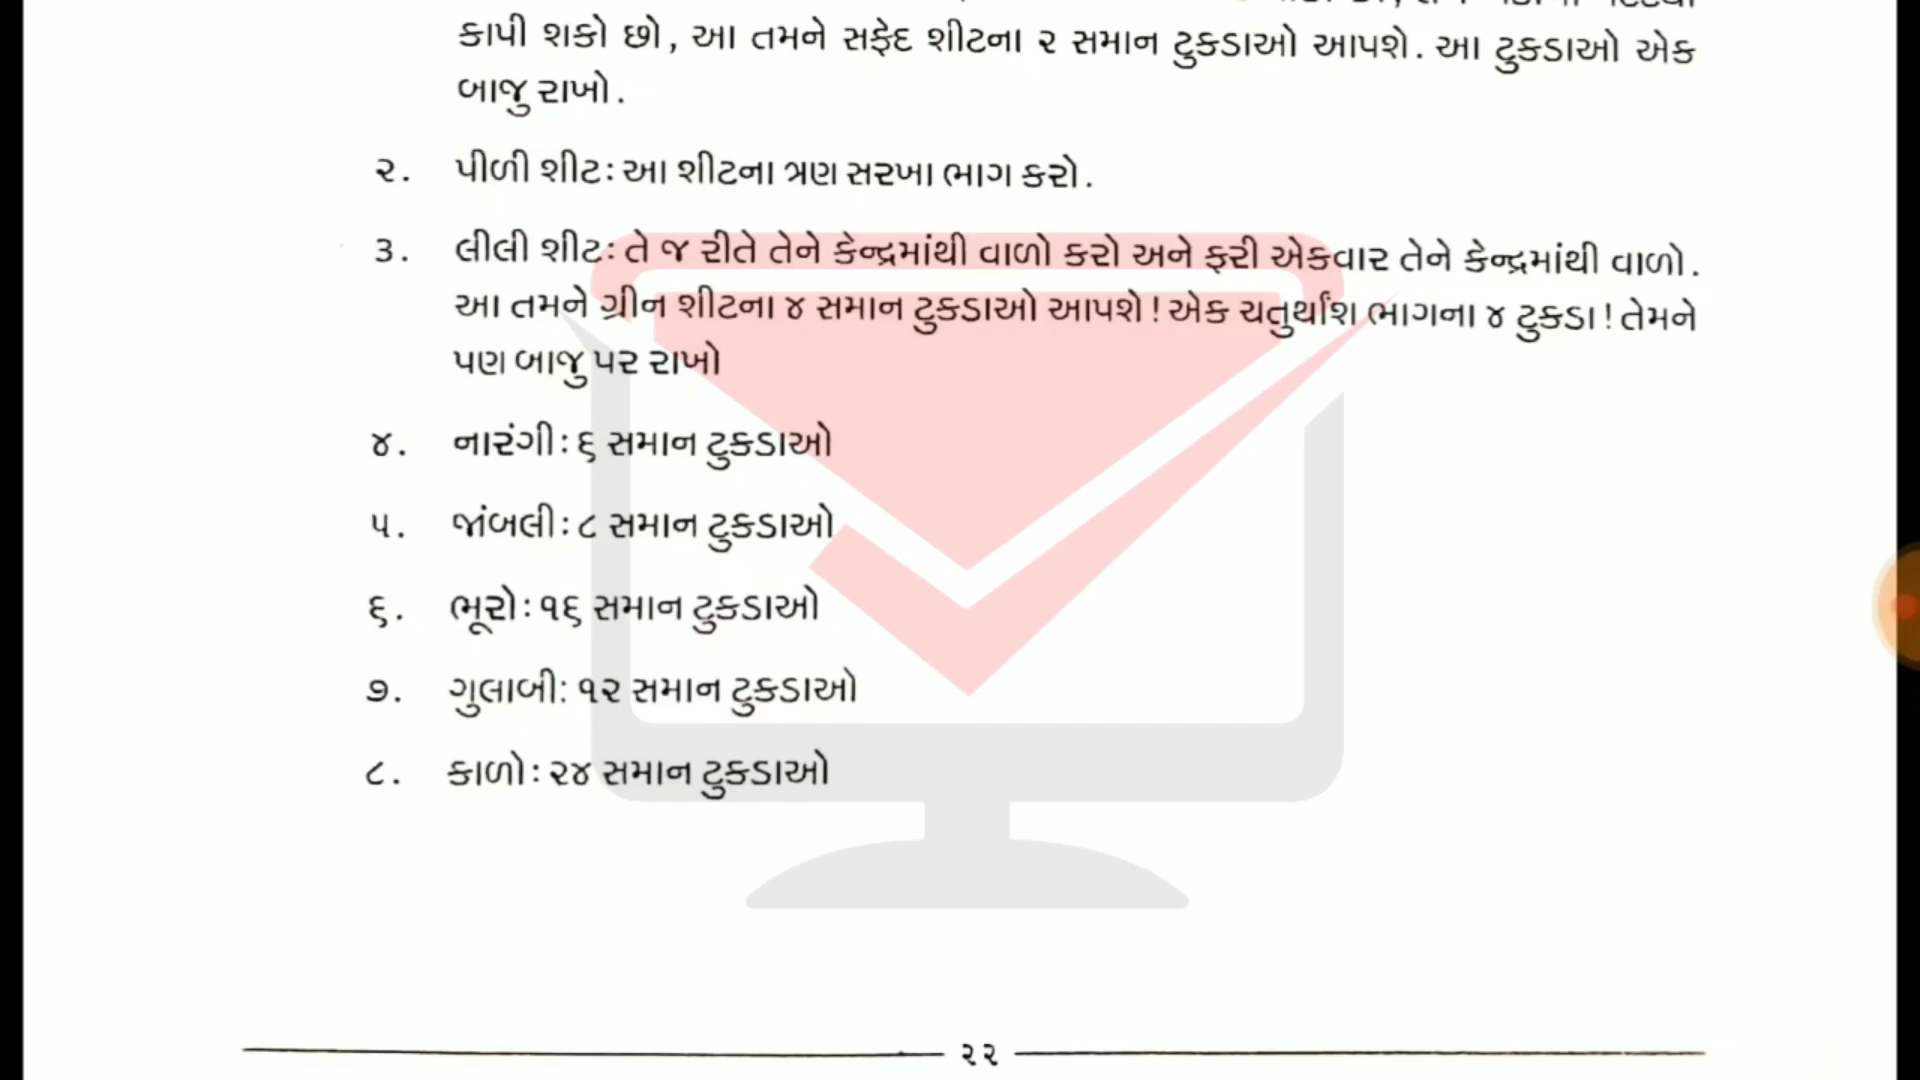 કાપી શકો છો, આ તમને સફેદ શીટના ૨ સમાન ટુકડાઓ આપશે. આ ટુકડાઓ એક
બાજુ રાખો.
૨. પીળી શીટઃ આ શીટના ત્રણ સરખા ભાગ કરો.
૩. લીલી શીટઃ તે જ રીતે તેને કેન્દ્રમાંથી વાળો કરો અને ફરી એકવાર તેને કેન્દ્રમાંથી વાળો.
આ તમને ગ્રીન શીટના ૪ સમાન ટુકડાઓ આપશે! એક ચતુર્થાંશ ભાગના ૪ ટુકડા! તેમને
પણ બાજુ પર રાખો
૪. નારંગીઃ ૬ સમાન ટુકડાઓ
૫. જાંબલીઃ ૮ સમાન ટુકડાઓ
૬. ભૂરોઃ ૧૬ સમાન ટુકડાઓ
૭. ગુલાબીઃ ૧૨ સમાન ટુકડાઓ
૮. કાળોઃ ૨૪ સમાન ટુકડાઓ
૨૨